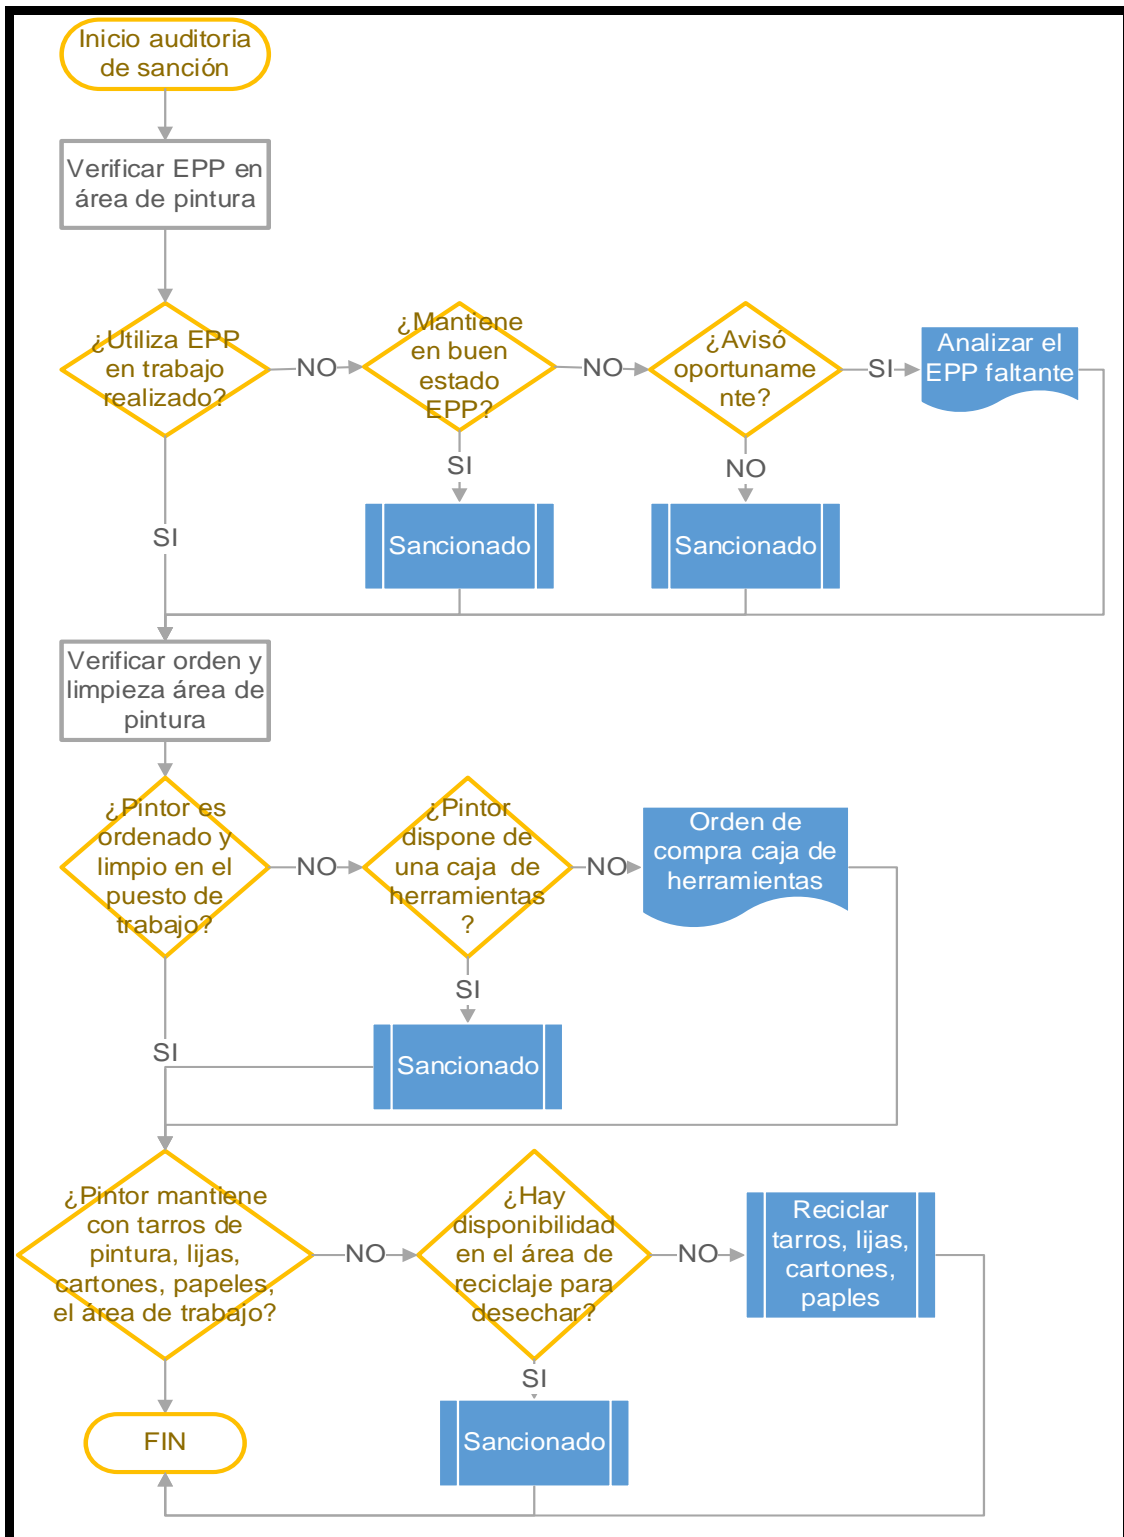 Inicio auditoria
de sanción
Verificar EPP en
área de pintura
¿Utiliza EPP
en trabajo
realizado?
NO
¿Mantiene
en buen
estado
EPP?
NO
¿Avisó
oportuname
nte?
SI
Analizar el
EPP faltante
SI
SI
NO
Sancionado
Sancionado
Verificar orden y
limpieza área de
pintura
¿Pintor es
ordenado y
limpio en el
puesto de
trabajo?
NO
¿Pintor
dispone de
una caja de
herramientas
?
NO
Orden de
compra caja de
herramientas
SI
SI
Sancionado
¿Pintor mantiene
con tarros de
pintura, lijas,
cartones, papeles,
el área de trabajo?
NO
¿Hay
disponibilidad
en el área de
reciclaje para
desechar?
NO
Reciclar
tarros, lijas,
cartones,
paples
SI
Sancionado
FIN